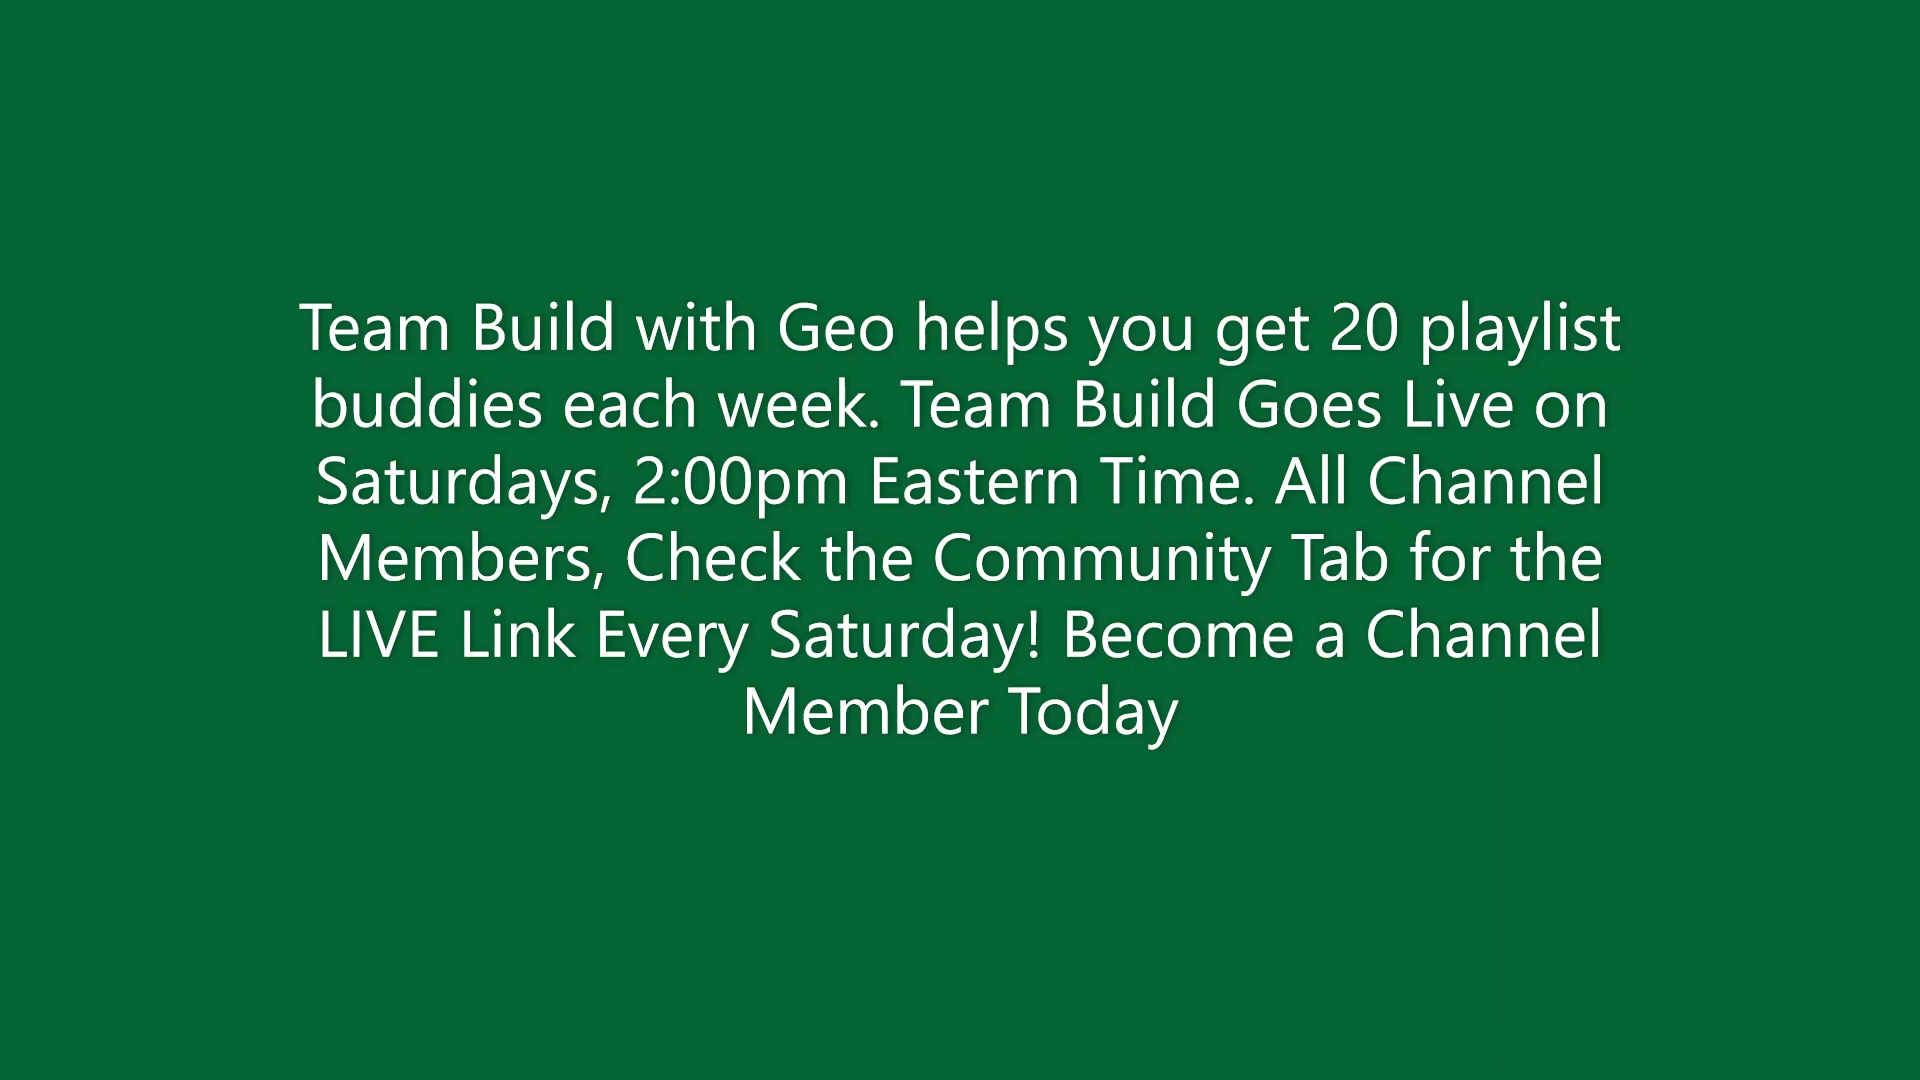 Team Build with Geo helps you get 20 playlist
buddies each week. Team Build Goes Live on
Saturdays, 2:00pm Eastern Time. All Channel
Members, Check the Community Tab for the
LIVE Link Every Saturday! Become a Channel
Member Today